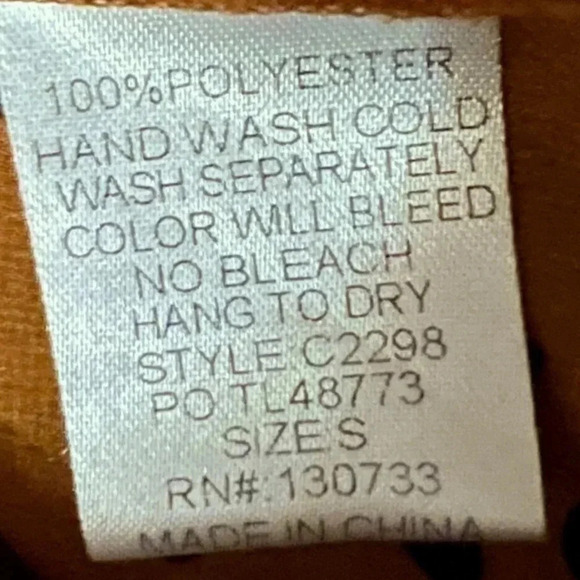 100%POLYESTER
HAND WASH COLD
WASH SEPARATELY
COLOR WILL BLEED
NO BLEACH
HANG TO DRY
STYLE C2298
PO TL48773
SIZE S
RN#: 130733
MADE IN CHINA